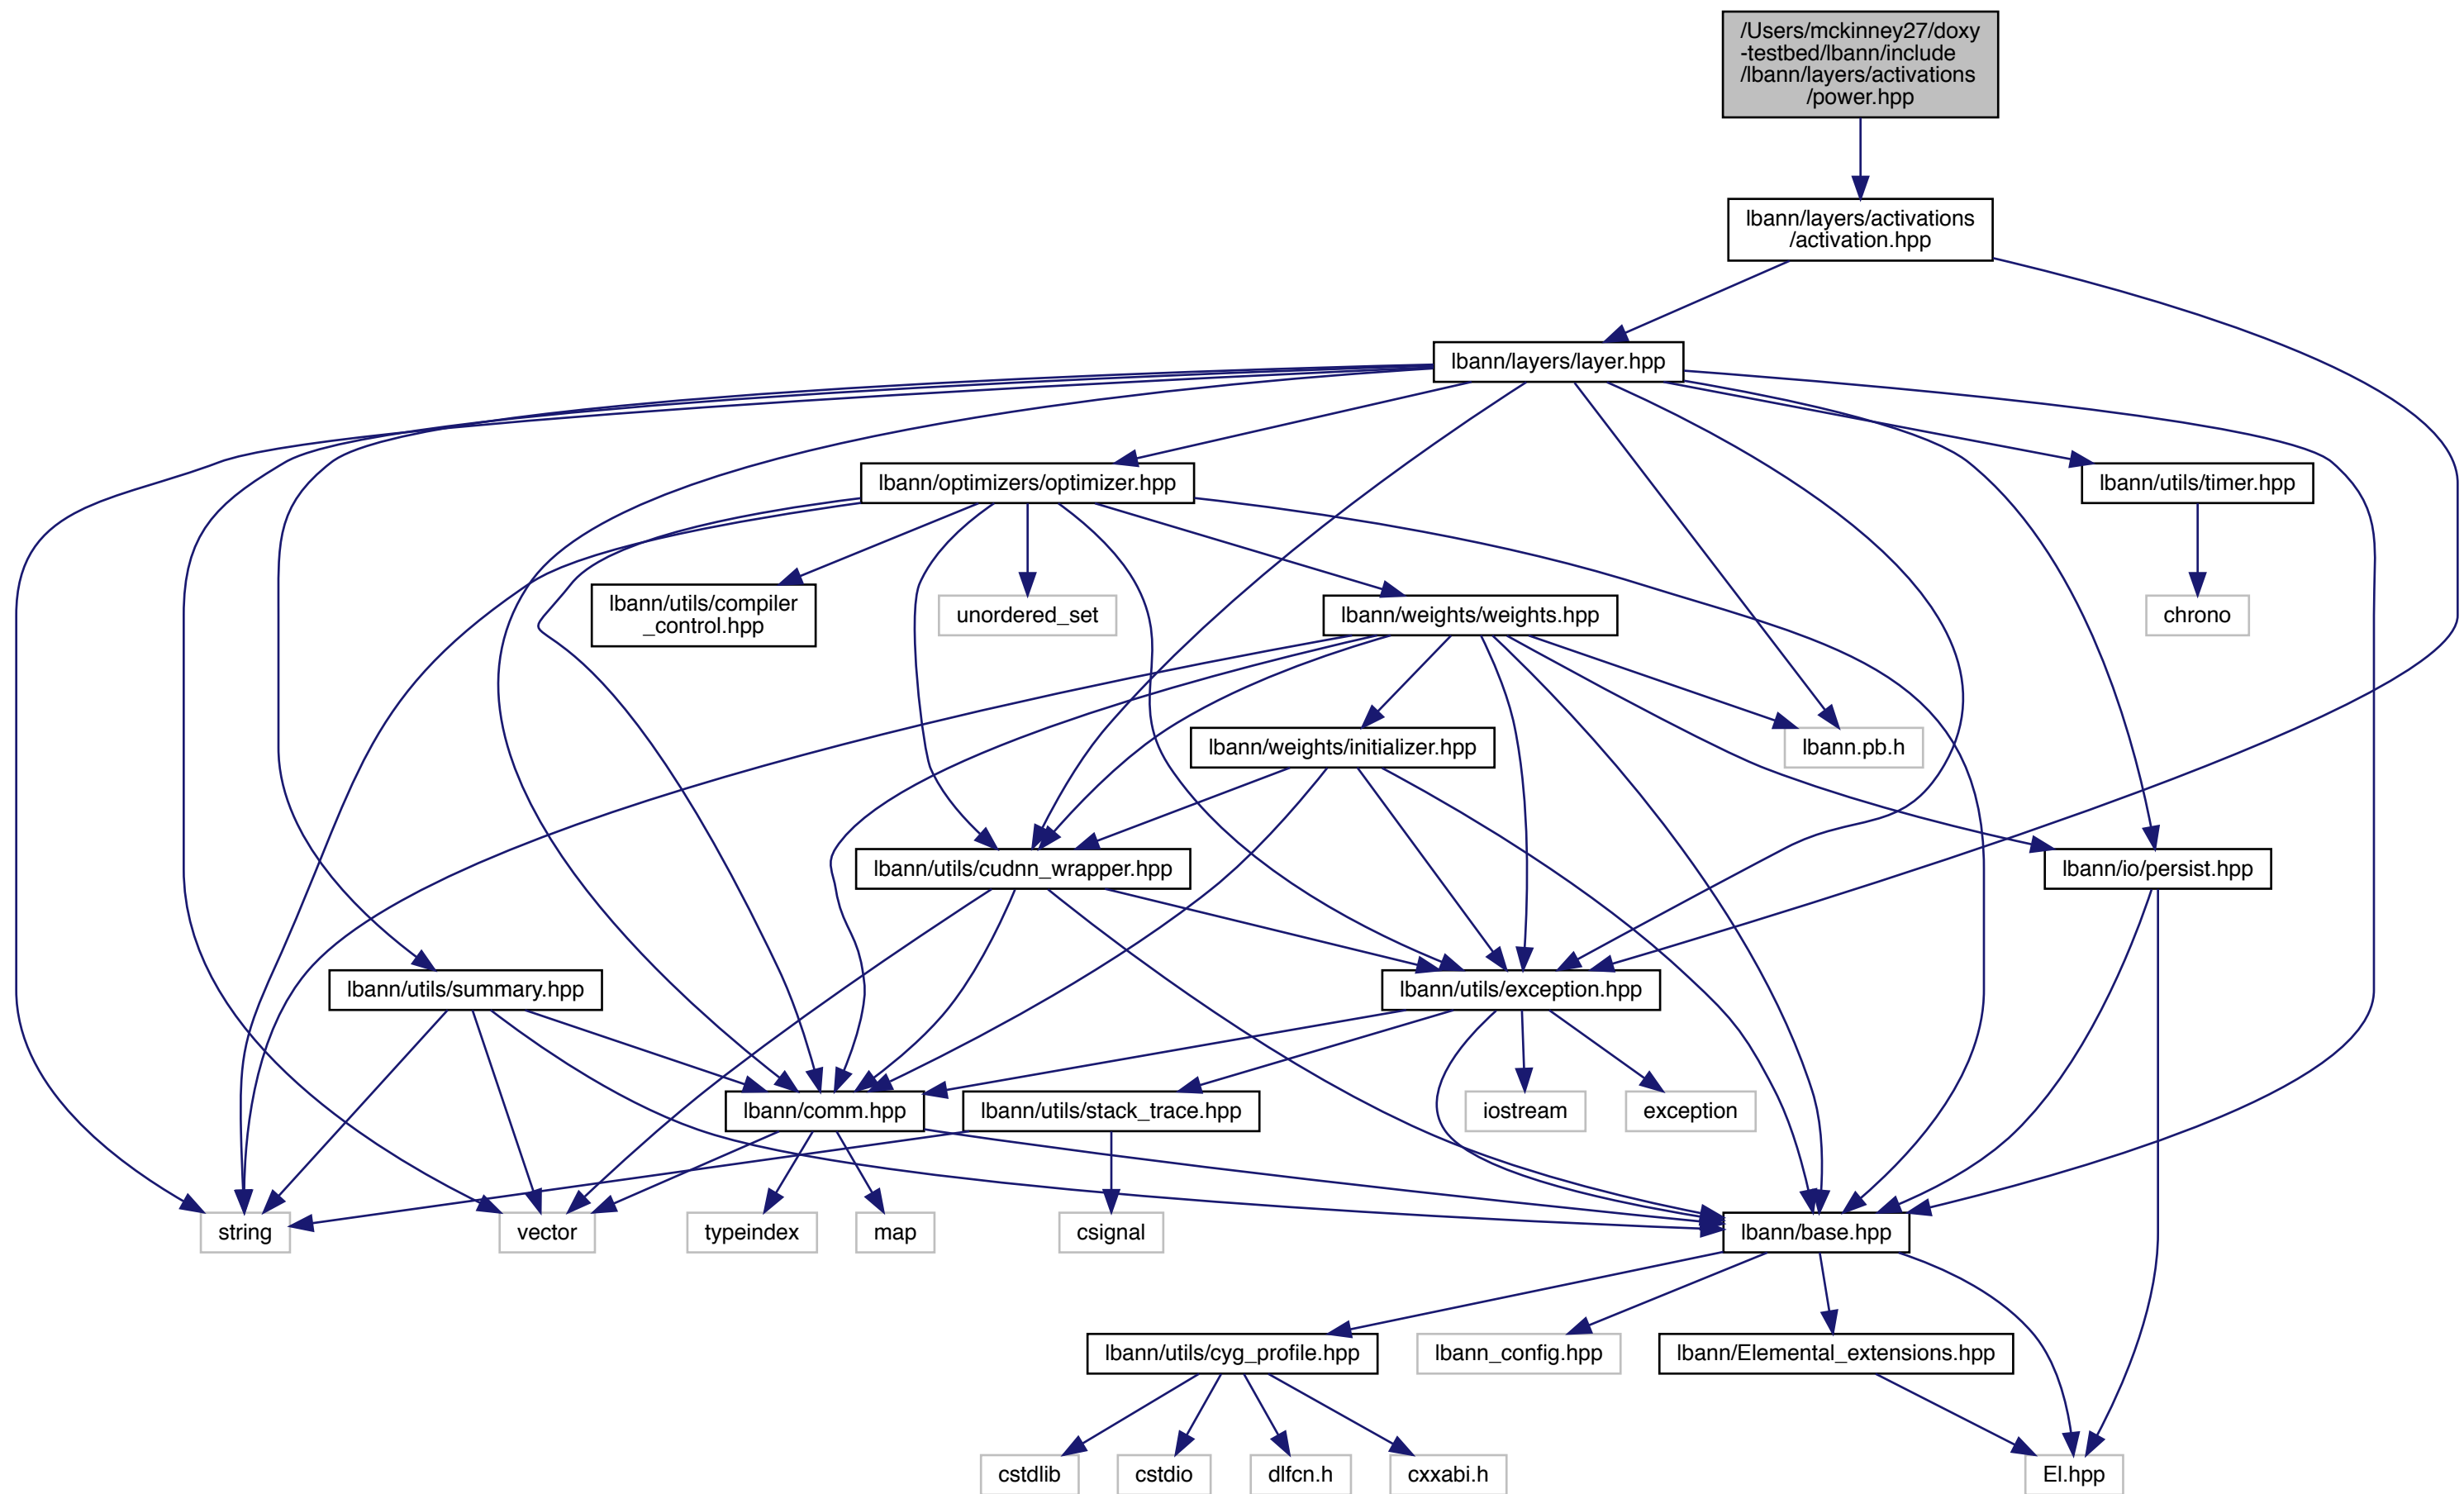 /Users/mckinney27/doxy
-testbed/lbann/include
/lbann/layers/activations
/power.hpp
lbann/layers/activations
/activation.hpp
lbann/layers/layer.hpp
lbann/optimizers/optimizer.hpp
lbann/utils/timer.hpp
lbann/utils/compiler
_control.hpp
unordered_set
lbann/weights/weights.hpp
chrono
lbann/weights/initializer.hpp
lbann.pb.h
lbann/utils/cudnn_wrapper.hpp
lbann/io/persist.hpp
lbann/utils/summary.hpp
lbann/utils/exception.hpp
lbann/comm.hpp
lbann/utils/stack_trace.hpp
iostream
exception
string
vector
typeindex
map
csignal
lbann/base.hpp
lbann/utils/cyg_profile.hpp
lbann_config.hpp
lbann/Elemental_extensions.hpp
cstdlib
cstdio
dlfcn.h
cxxabi.h
El.hpp